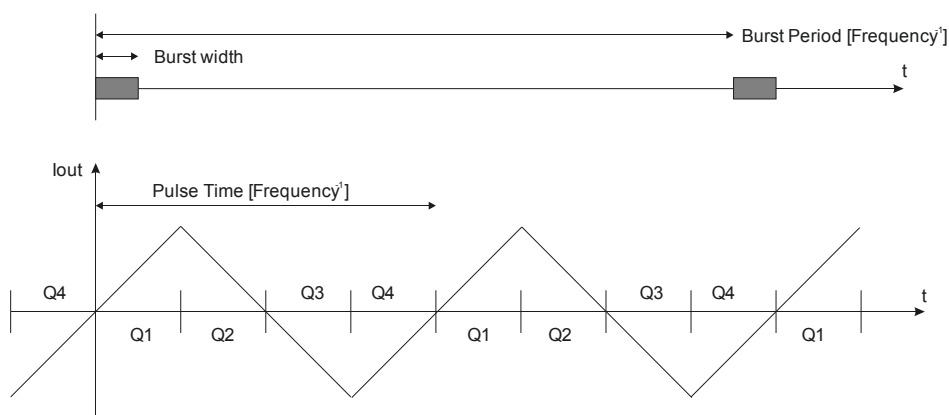 Burst Period [Frequency⁻¹]
Burst width
t
Iout
Pulse Time [Frequency⁻¹]
Q4 Q3 Q4 Q3 Q4 t
Q1 Q2 Q1 Q2 Q1